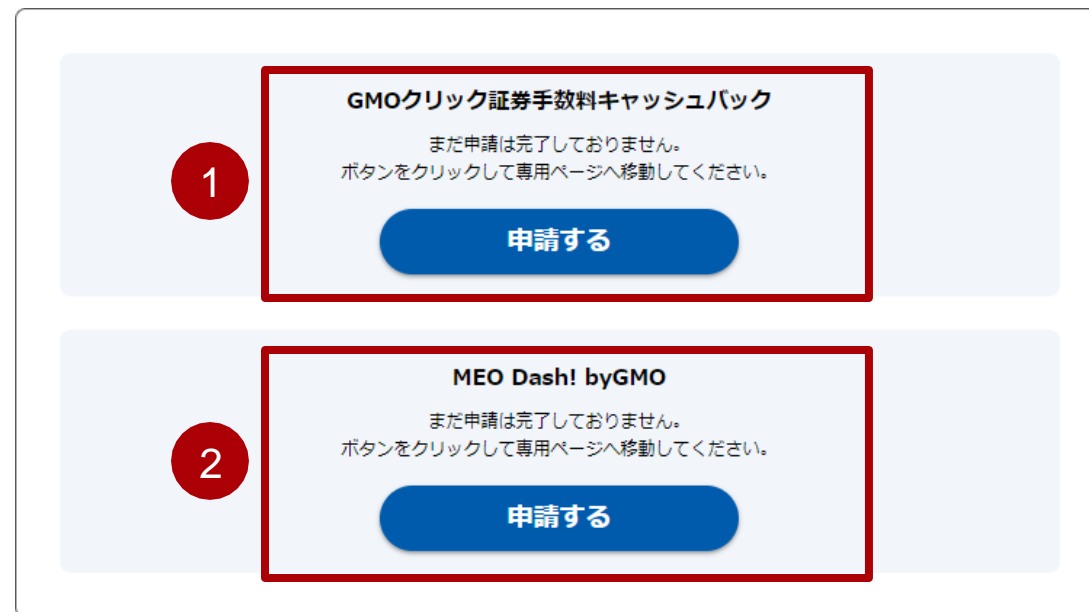 GMOクリック証券手数料キャッシュバック
まだ申請は完了しておりません。
ボタンをクリックして専用ページへ移動してください。
1
申請する
MEO Dash! byGMO
まだ申請は完了しておりません。
ボタンをクリックして専用ページへ移動してください。
2
申請する